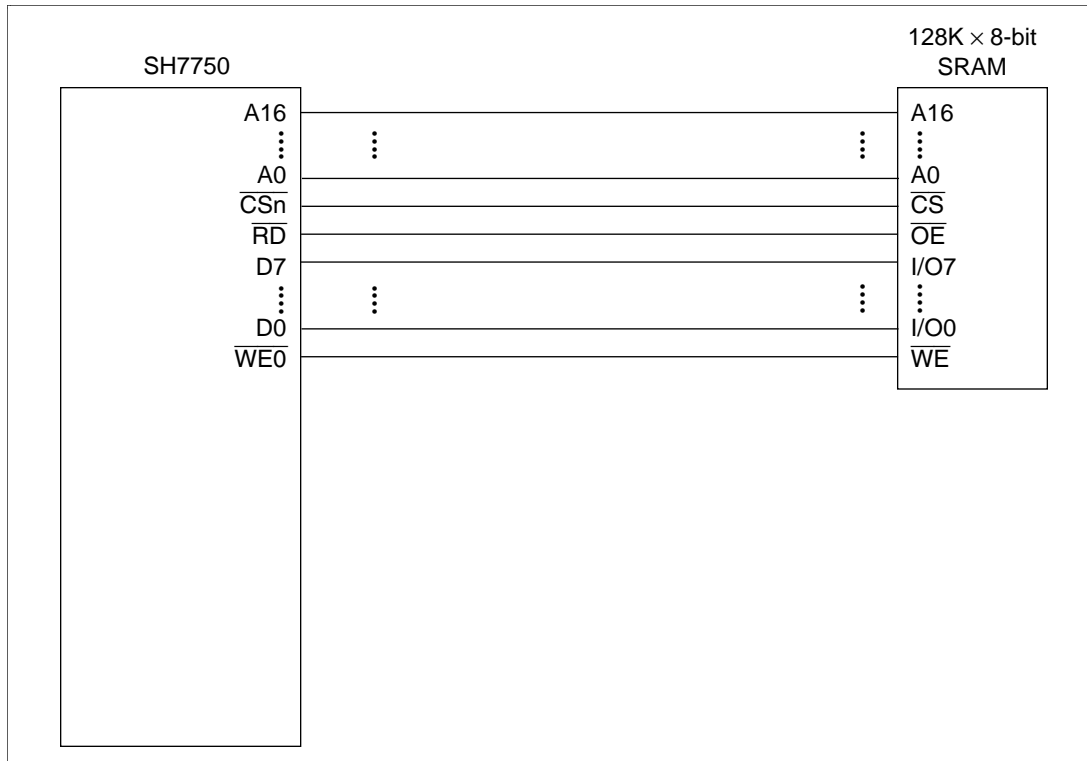 128K × 8-bit
SH7750
SRAM
A16
A16
A0
A0
CSn
CS
RD
OE
D7
I/O7
D0
I/O0
WE0
WE